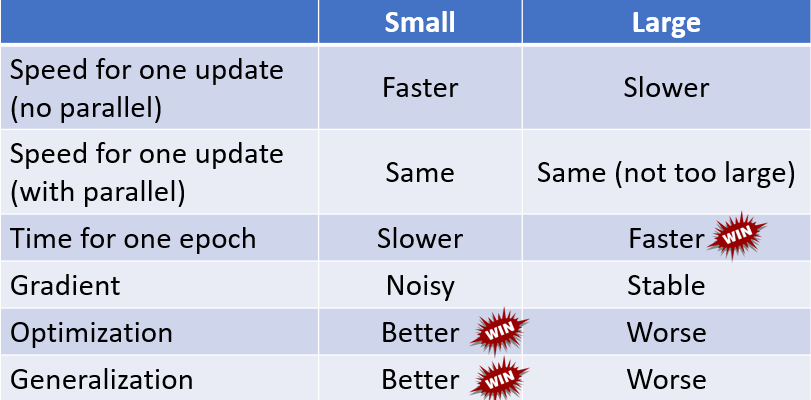 Small Large
Speed for one update
(no parallel)
Faster Slower
Speed for one update
(with parallel)
Same Same (not too large)
Time for one epoch Slower Faster WIN
Gradient Noisy Stable
Optimization Better WIN Worse
Generalization Better WIN Worse